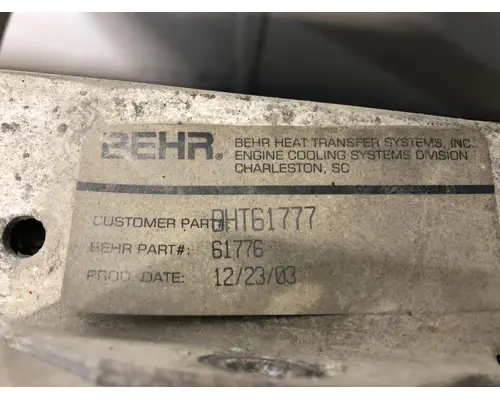 BEHR® BEHR HEAT TRANSFER SYSTEMS, INC.
ENGINE COOLING SYSTEMS DIVISION
CHARLESTON, SC
CUSTOMER PART#: BHT61777
BEHR PART#: 61776
PROD. DATE: 12/23/03